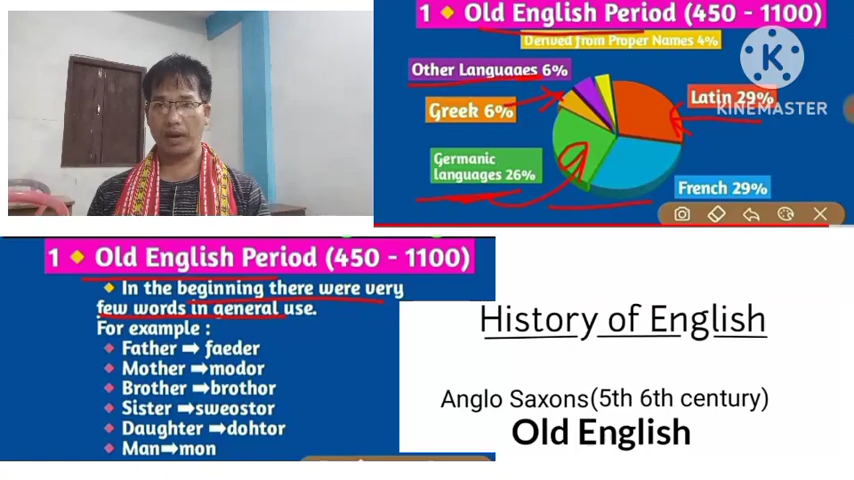 1 Old English Period (450 - 1100)
Derived from Proper Names 4%
Other Languages 6%
Greek 6%
Latin 29%
KINEMASTER
Germanic
languages 26%
French 29%
1 Old English Period (450 - 1100)
In the beginning there were very
few words in general use.
For example :
Father ➡ faeder
Mother ➡modor
Brother ➡brothor
Sister ➡sweostor
Daughter ➡dohtor
Man➡mon
History of English
Anglo Saxons(5th 6th century)
Old English